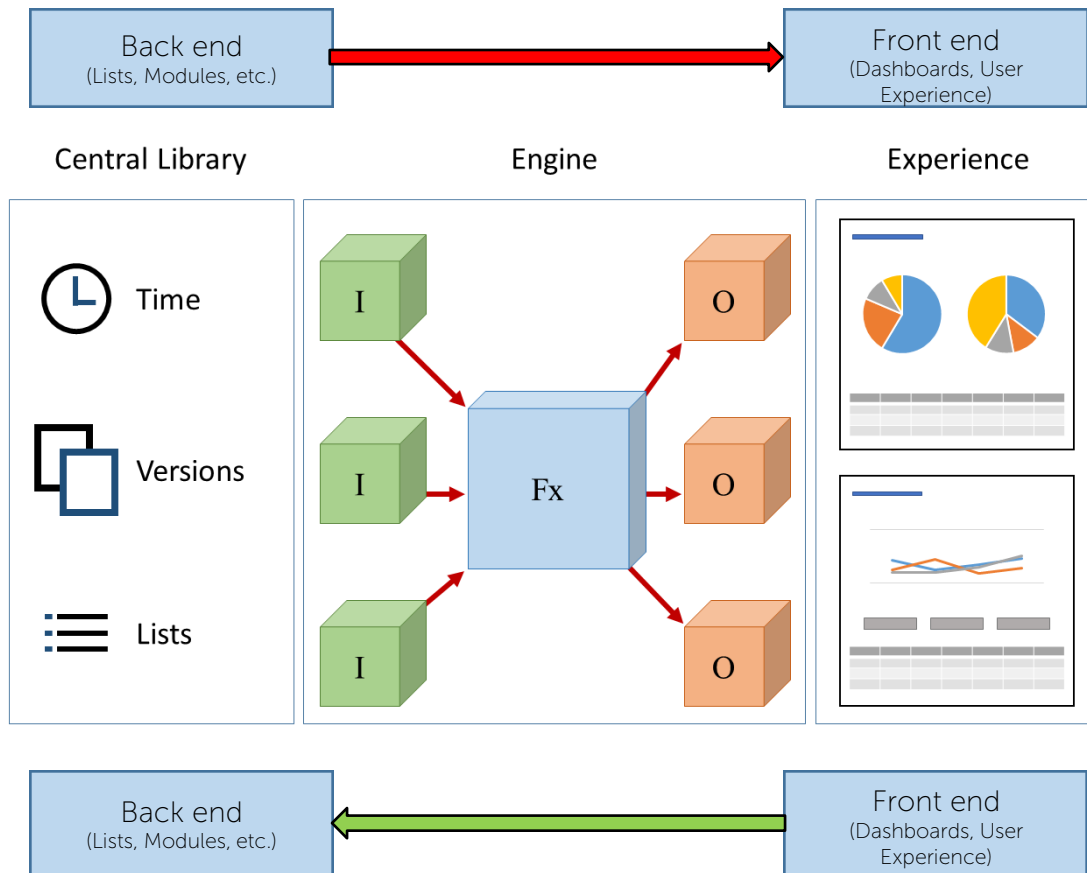 Back end
(Lists, Modules, etc.)
Front end
(Dashboards, User
Experience)
Central Library
Engine
Experience
Time
Versions
Lists
I
I
I
Fx
O
O
O
Back end
(Lists, Modules, etc.)
Front end
(Dashboards, User
Experience)